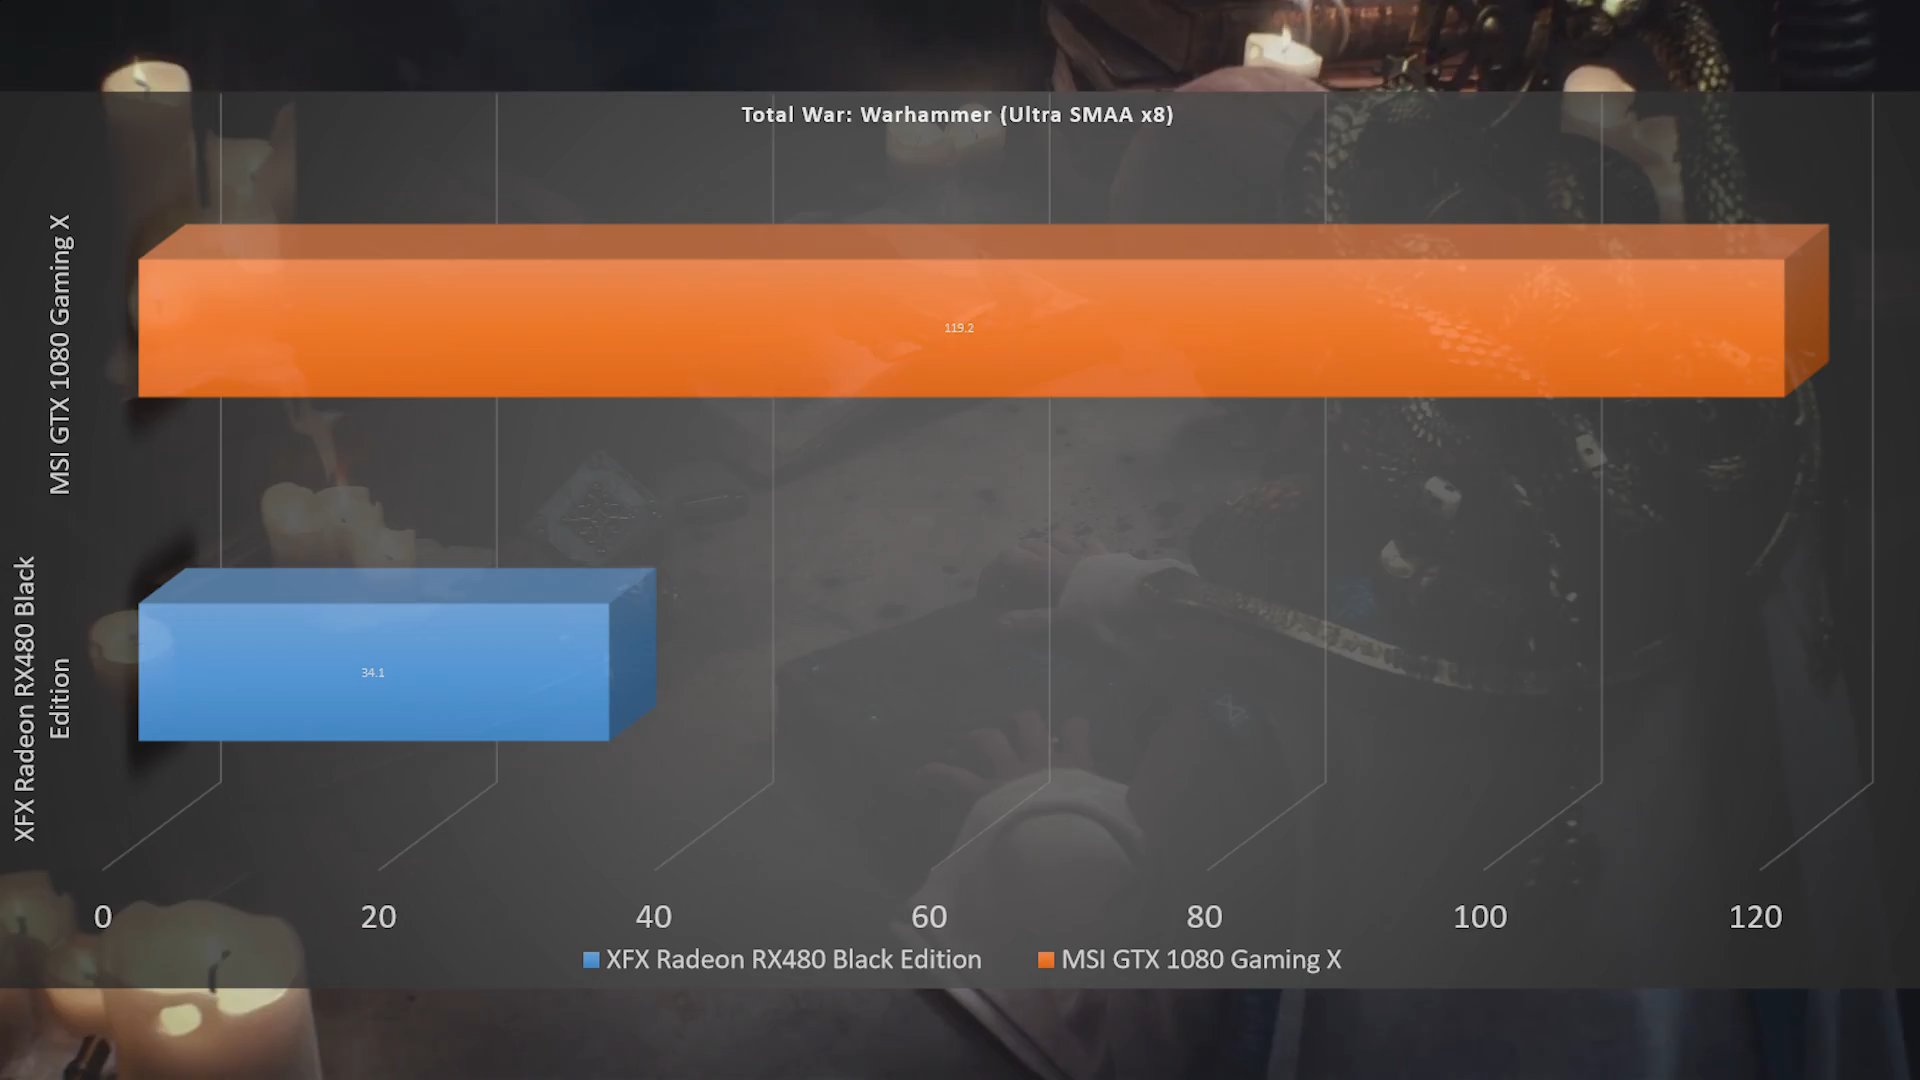 Total War: Warhammer (Ultra SMAA x8)
MSI GTX 1080 Gaming X
119.2
XFX Radeon RX480 Black
Edition
34.1
0 20 40 60 80 100 120
XFX Radeon RX480 Black Edition MSI GTX 1080 Gaming X